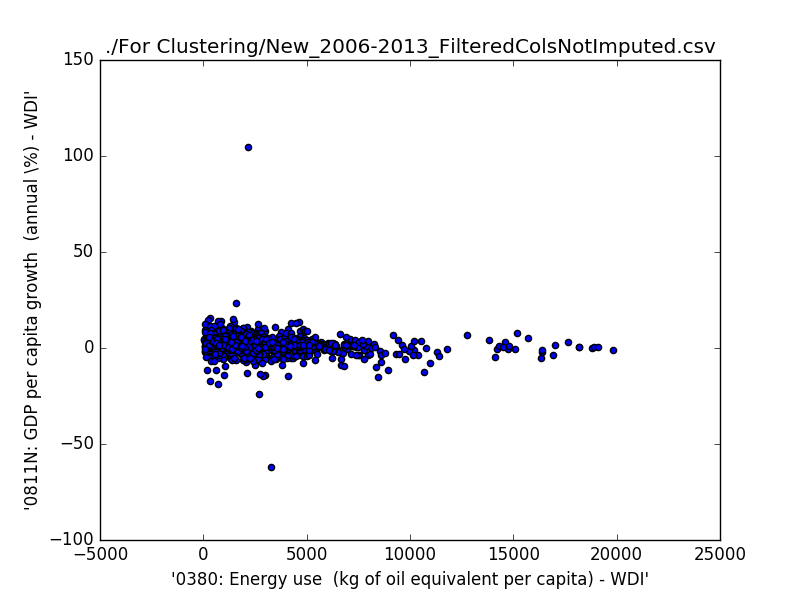 ./For Clustering/New_2006-2013_FilteredColsNotImputed.csv
150
100
50
0
−50
−100
−5000 0 5000 10000 15000 20000 25000
'0811N: GDP per capita growth  (annual \%) - WDI'
'0380: Energy use  (kg of oil equivalent per capita) - WDI'